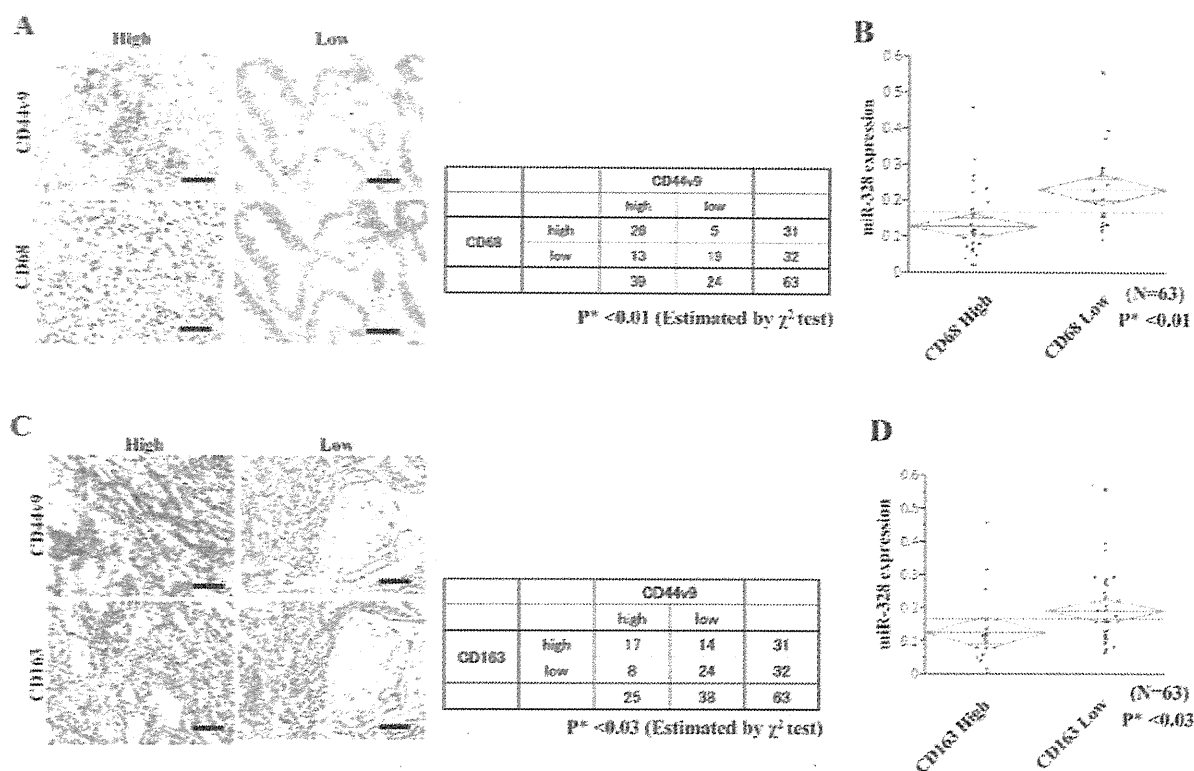 A
High
Low
CD44v9
CD68
CD44v9
high
low
CD68
high
26
5
31
low
13
19
32
39
24
63
P* <0.01 (Estimated by χ² test)
B
miR-328 expression
0.6
0.5
0.4
0.3
0.2
0.1
0
CD68 High
CD68 Low
(N=63)
P* <0.01
C
High
Low
CD44v9
CD163
CD44v9
high
low
CD163
high
17
14
31
low
8
24
32
25
38
63
P* <0.03 (Estimated by χ² test)
D
miR-328 expression
0.6
0.5
0.4
0.3
0.2
0.1
0
CD163 High
CD163 Low
(N=63)
P* <0.03